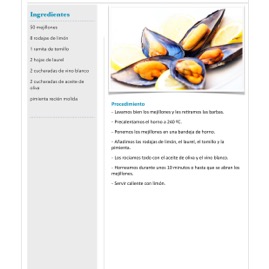 Ingredientes
50 mejillones
8 rodajas de limón
1 ramita de tomillo
2 hojas de laurel
2 cucharadas de vino blanco
2 cucharadas de aceite de
oliva
pimienta recién molida
Procedimiento
- Lavamos bien los mejillones y les retiramos las barbas.
- Precalentamos el horno a 240 ºC.
- Ponemos los mejillones en una bandeja de horno.
- Añadimos las rodajas de limón, el laurel, el tomillo y la
pimienta.
- Los rociamos todo con el aceite de oliva y el vino blanco.
- Horneamos durante unos 10 minutos o hasta que se abran los
mejillones.
- Servir caliente con limón.